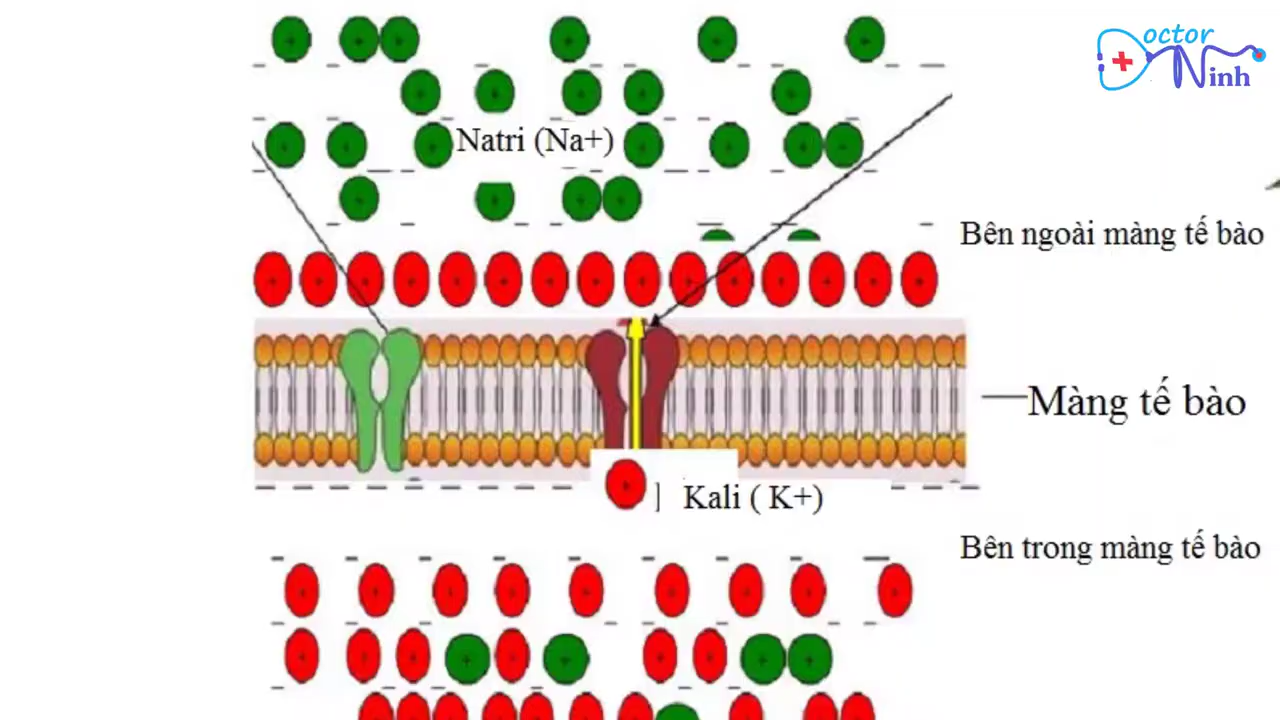 Doctor
Ninh
Natri (Na+)
Bên ngoài màng tế bào
Màng tế bào
Kali ( K+)
Bên trong màng tế bào